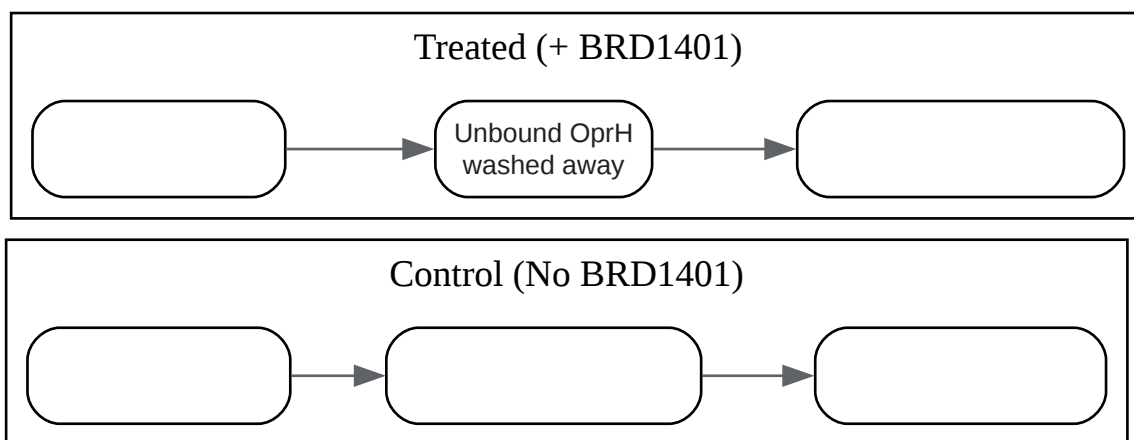 Treated (+ BRD1401)
Unbound OprH
washed away
Control (No BRD1401)